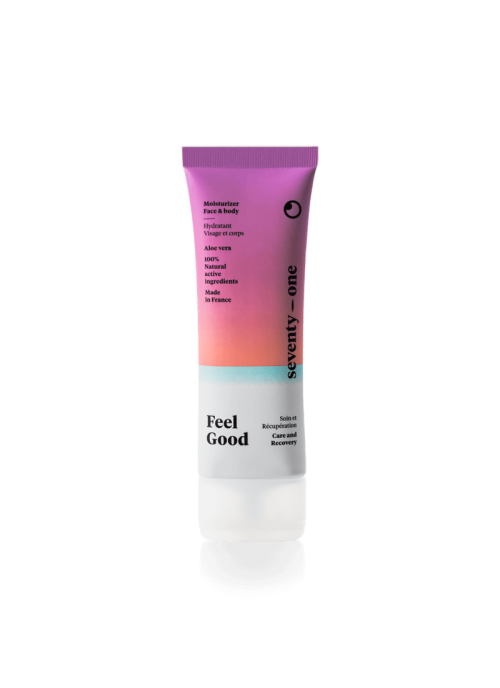 Moisturizer
Face & body
Hydratant
Visage et corps
Aloe vera
100%
Natural
active
ingredients
Made
in France
seventy – one
Feel
Good
Soin et
Récupération
Care and
Recovery